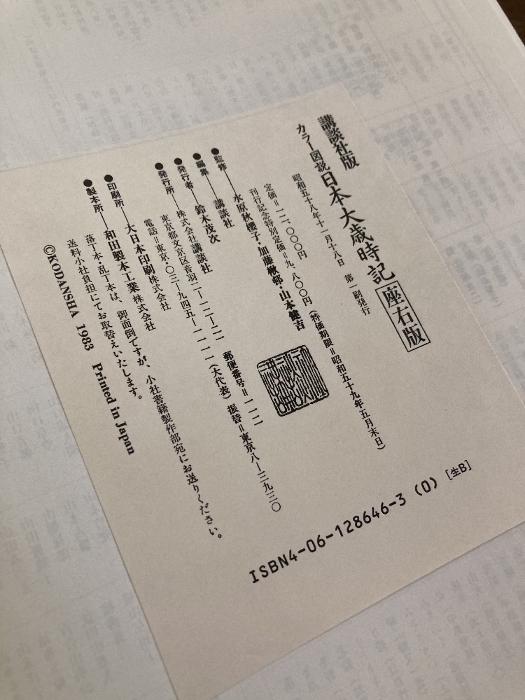 講談社版
カラー図説日本大歳時記 座右版
昭和五十八年十一月十八日 第一刷発行
定価=一二、〇〇〇円
刊行記念特別定価=九、八〇〇円 (特価期限=昭和五十九年五月末日)
●監修――水原秋櫻子・加藤楸邨・山本健吉
●編集――講談社
●発行者――鈴木茂次
●発行所――株式会社講談社
東京都文京区音羽二―一二―二一 郵便番号=一一二
電話=東京・〇三―九四五―一一一一(大代表) 振替=東京八―三九三〇
●印刷所――大日本印刷株式会社
●製本所――和田製本工業株式会社
落丁本・乱丁本は、御面倒ですが、小社書籍製作部宛にお送りください。
送料小社負担にてお取替えいたします。
©KODANSHA 1983 Printed in Japan
ISBN4-06-128646-3 (0) [生B]